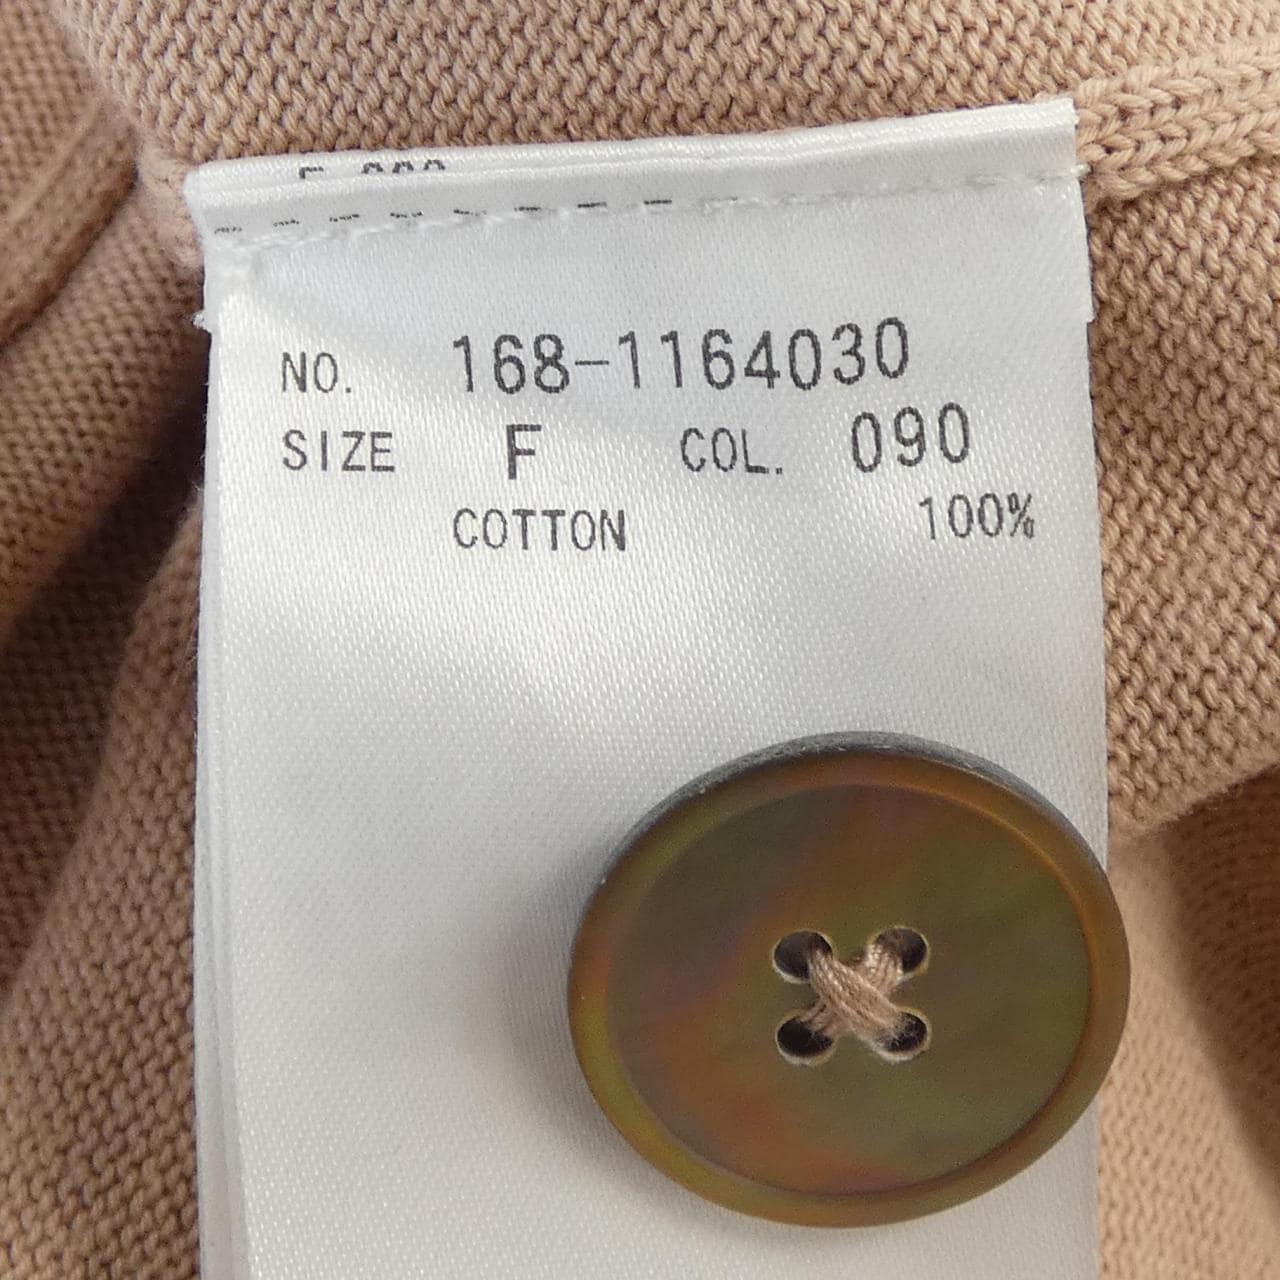 NO. 168-1164030
SIZE F COL. 090
COTTON 100%